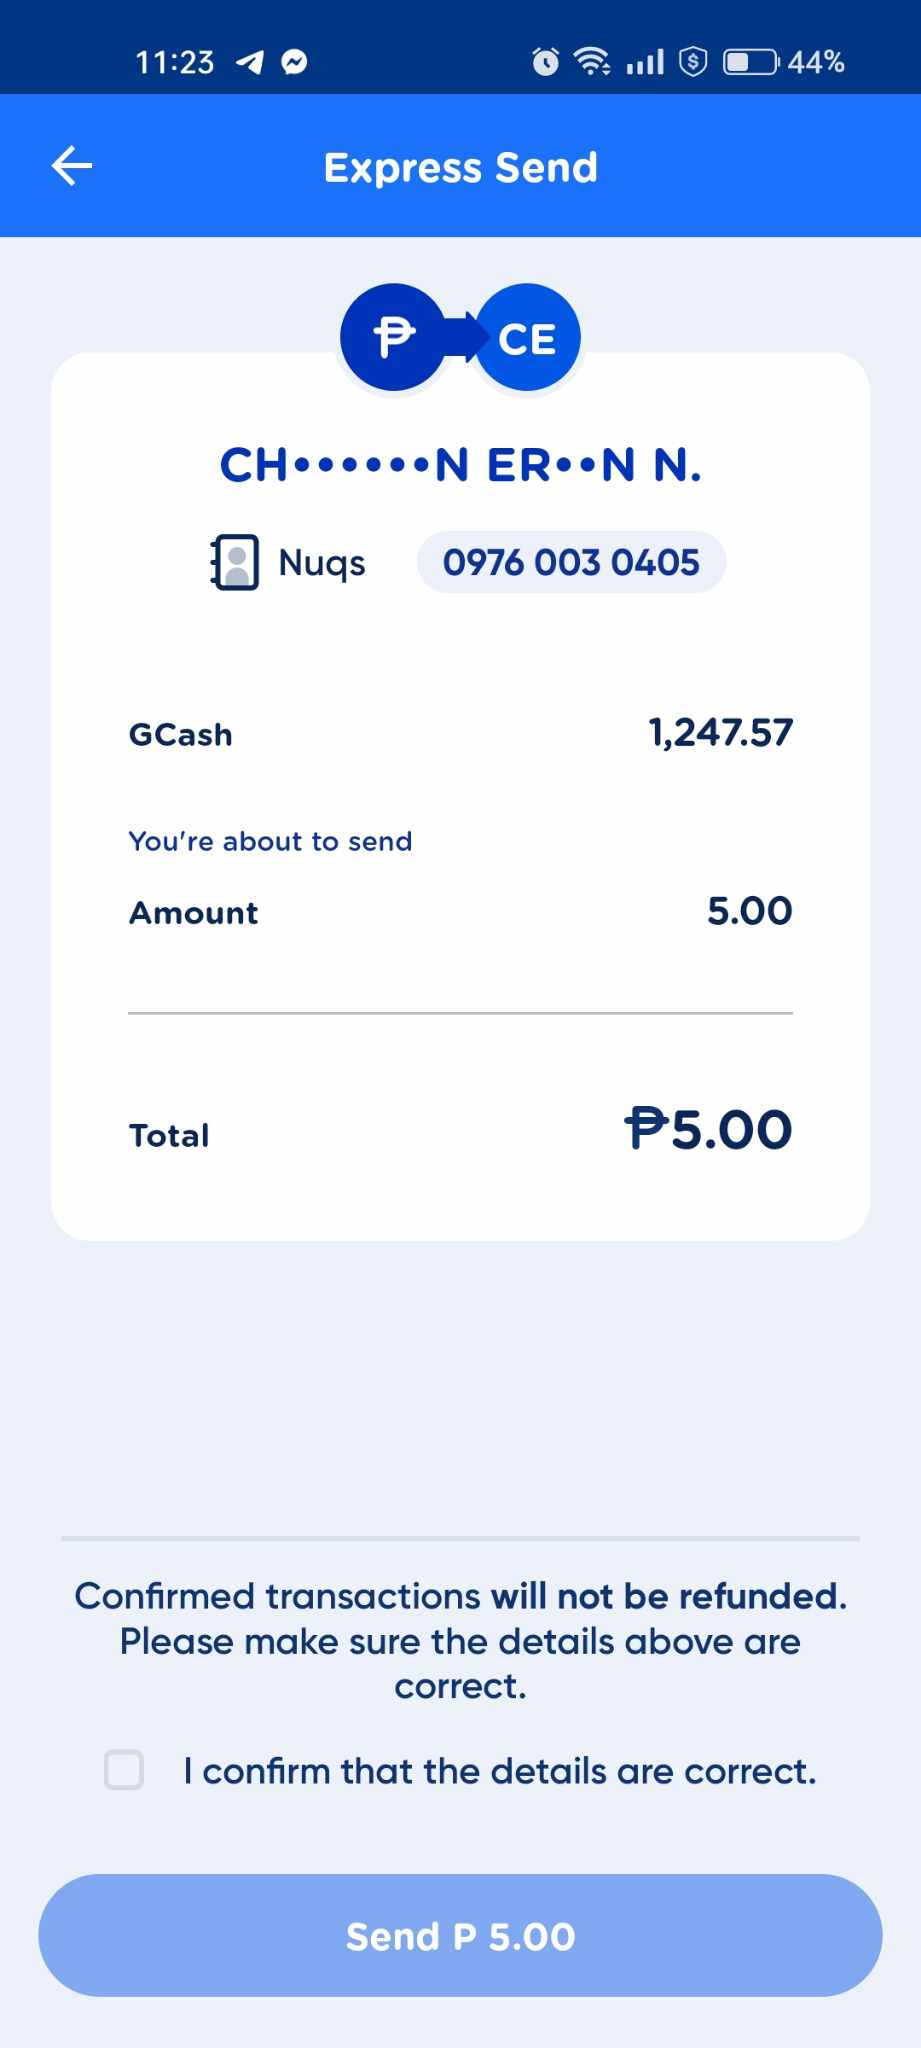 11:23 44%
Express Send
₱ CE
CH••••••N ER••N N.
Nuqs 0976 003 0405
GCash 1,247.57
You're about to send
Amount 5.00
Total ₱5.00
Confirmed transactions will not be refunded.
Please make sure the details above are
correct.
I confirm that the details are correct.
Send P 5.00